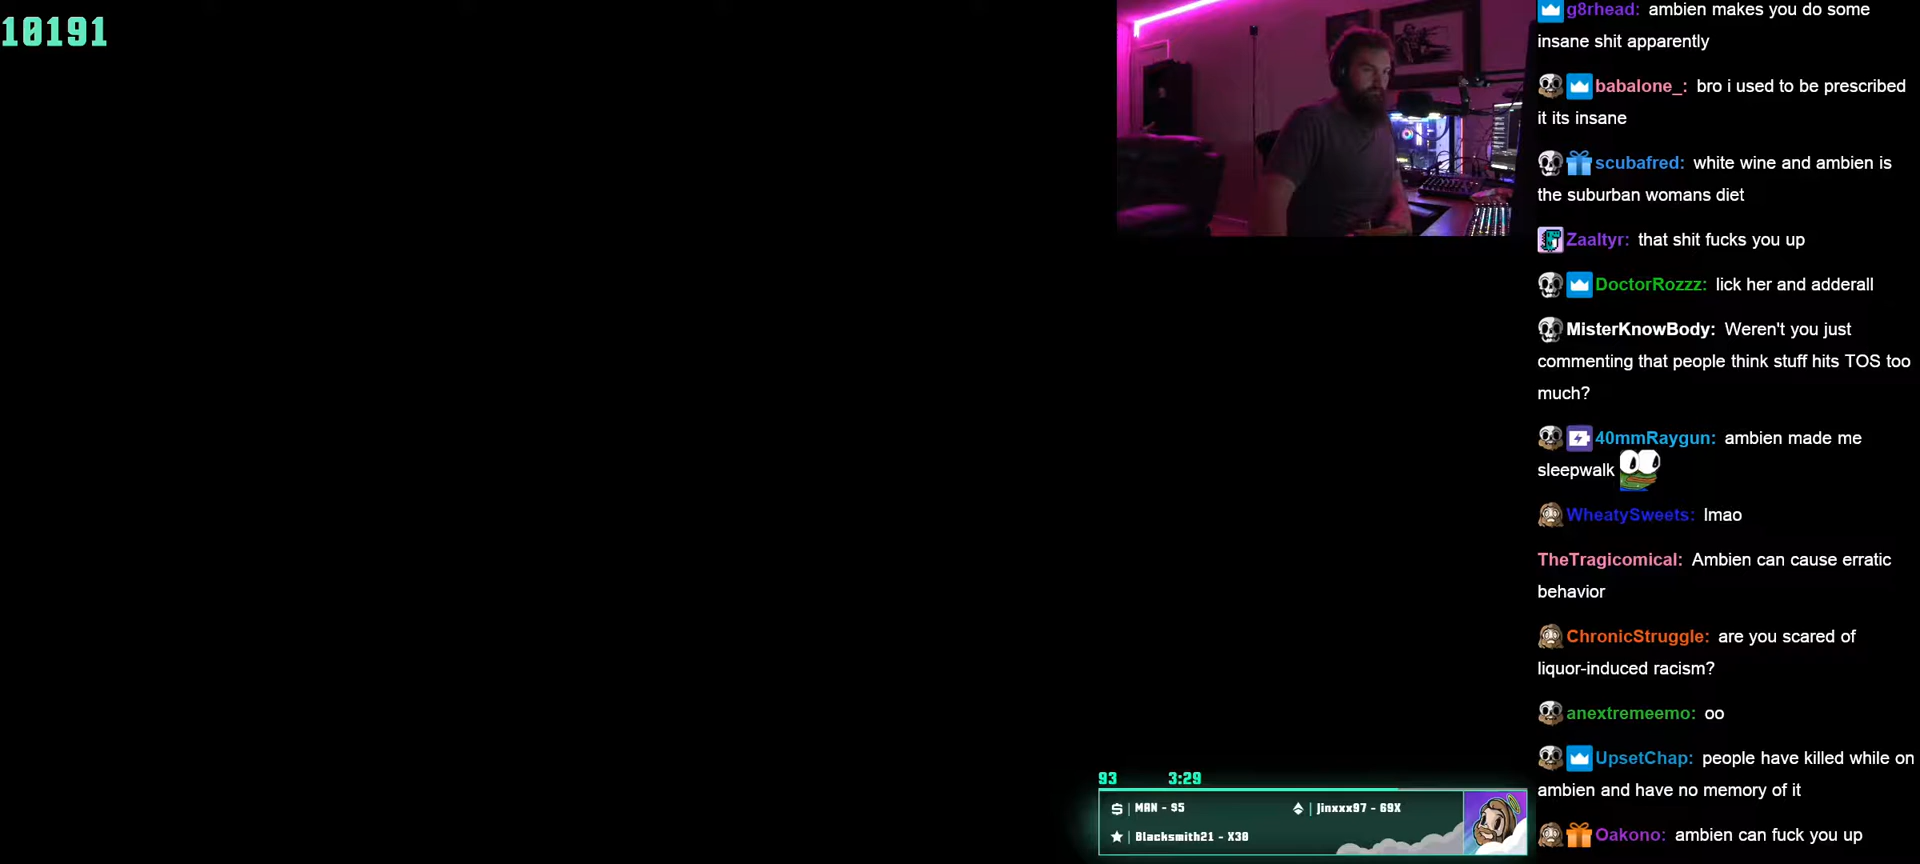 10191
g8rhead: ambien makes you do some
insane shit apparently
babalone_: bro i used to be prescribed
it its insane
scubafred: white wine and ambien is
the suburban womans diet
Zaaltyr: that shit fucks you up
DoctorRozzz: lick her and adderall
MisterKnowBody: Weren't you just
commenting that people think stuff hits TOS too
much?
40mmRaygun: ambien made me
sleepwalk
WheatySweets: lmao
TheTragicomical: Ambien can cause erratic
behavior
ChronicStruggle: are you scared of
liquor-induced racism?
anextremeemo: oo
UpsetChap: people have killed while on
ambien and have no memory of it
Oakono: ambien can fuck you up
93 3:29
$ | MAN - 95
| Jinxxx97 - 69X
★ | Blacksmith21 - X30